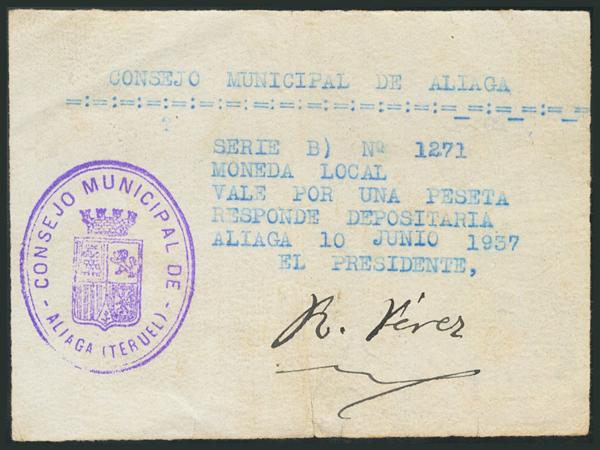 CONSEJO MUNICIPAL DE ALIAGA
=:=:=:=:=:=:=:=:=:=:=:=:=:=:=:=:=:=:=
SERIE B) Nº 1271
MONEDA LOCAL
VALE POR UNA PESETA
RESPONDE DEPOSITARIA
ALIAGA 10 JUNIO 1937
EL PRESIDENTE,
R. Pérez
CONSEJO MUNICIPAL DE
- ALIAGA (TERUEL) -